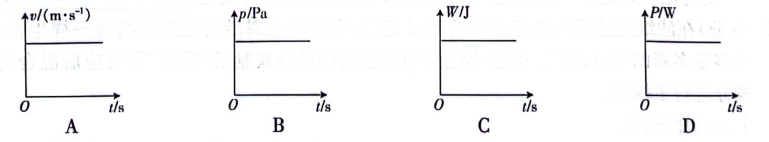 v/(m·s⁻¹) p/Pa W/J P/W
O t/s O t/s O t/s O t/s
A B C D